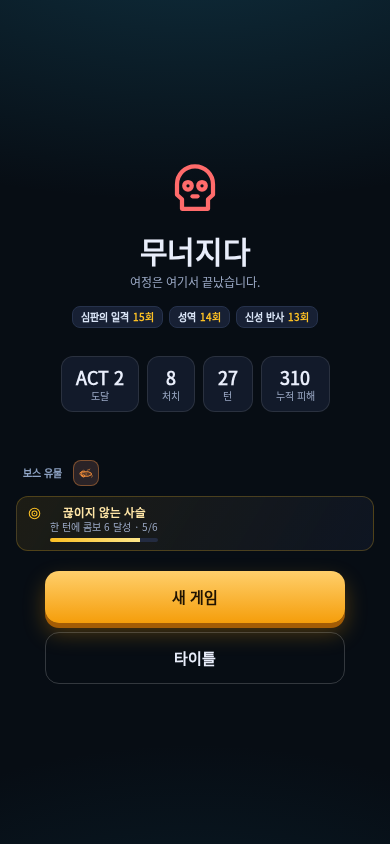 무너지다
여정은 여기서 끝났습니다.
심판의 일격 15회 성역 14회 신성 반사 13회
ACT 2 8 27 310
도달 처치 턴 누적 피해
보스 유물
끊이지 않는 사슬
한 턴에 콤보 6 달성 · 5/6
새 게임
타이틀